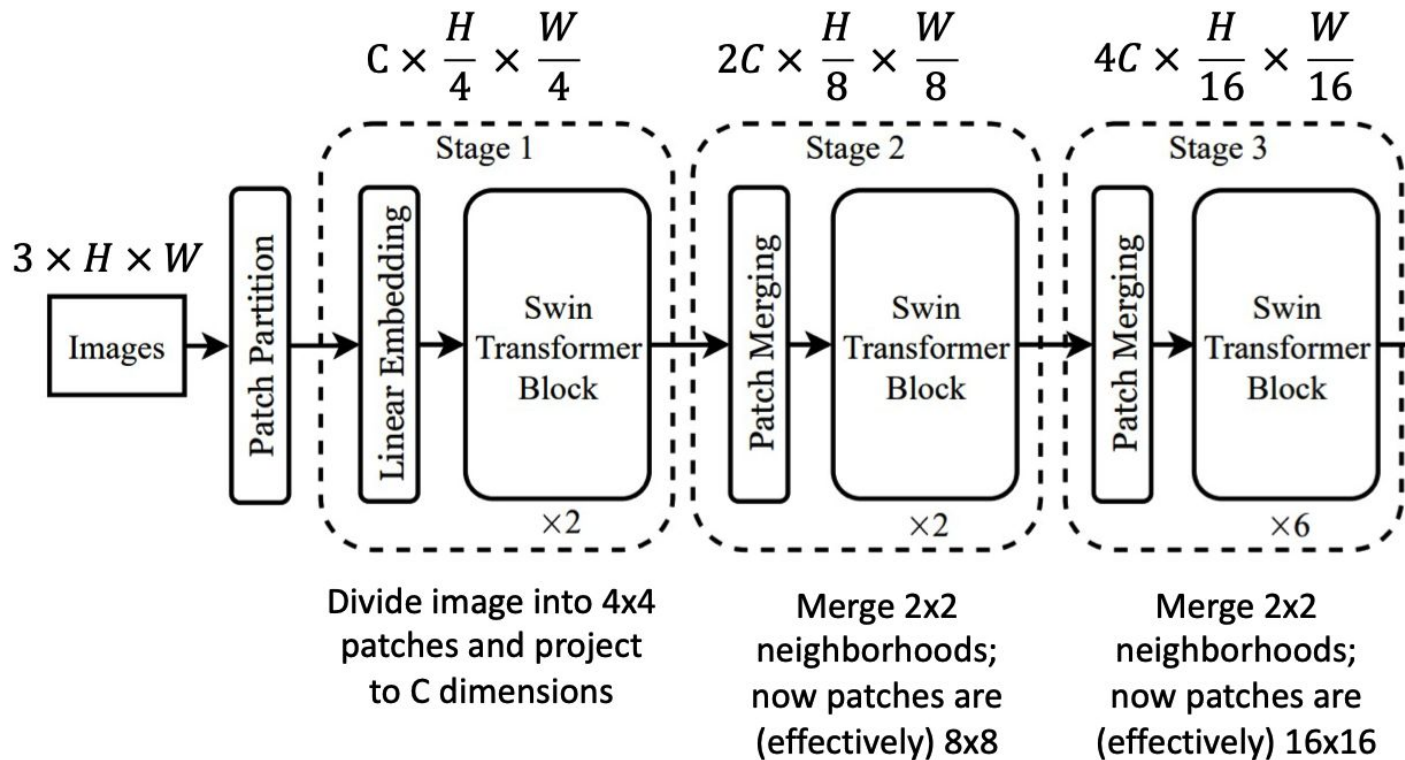 C × H/4 × W/4
2C × H/8 × W/8
4C × H/16 × W/16
Stage 1
Stage 2
Stage 3
3 × H × W
Images
Patch Partition
Linear Embedding
Swin
Transformer
Block
×2
Patch Merging
Swin
Transformer
Block
×2
Patch Merging
Swin
Transformer
Block
×6
Divide image into 4x4
patches and project
to C dimensions
Merge 2x2
neighborhoods;
now patches are
(effectively) 8x8
Merge 2x2
neighborhoods;
now patches are
(effectively) 16x16